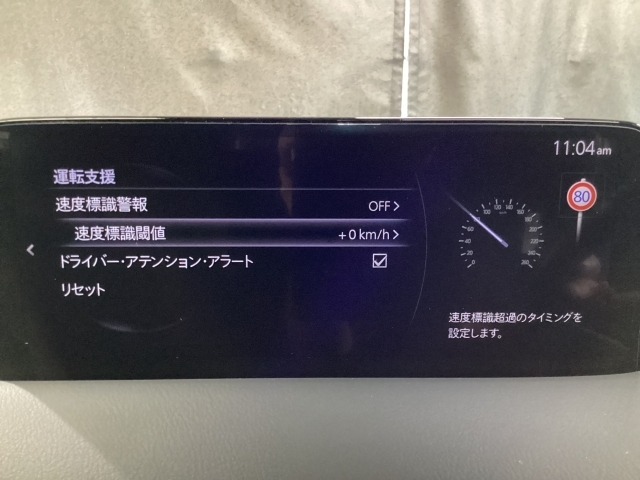 11:04am
運転支援
速度標識警報 OFF
速度標識閾値 +0 km/h
ドライバー・アテンション・アラート
リセット
80
速度標識超過のタイミングを
設定します。